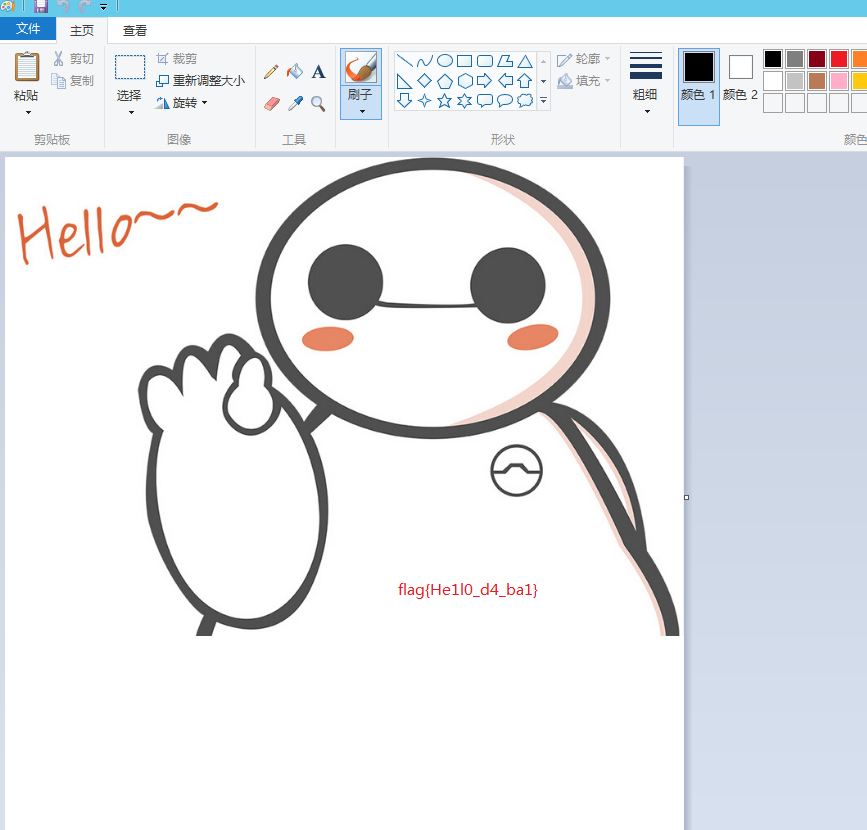 文件 主页 查看
粘贴 剪切 复制
剪贴板
选择 裁剪 重新调整大小 旋转
图像
A
工具
刷子
轮廓 填充
形状
粗细
颜色 1 颜色 2
颜色
Hello~~
flag{He1l0_d4_ba1}